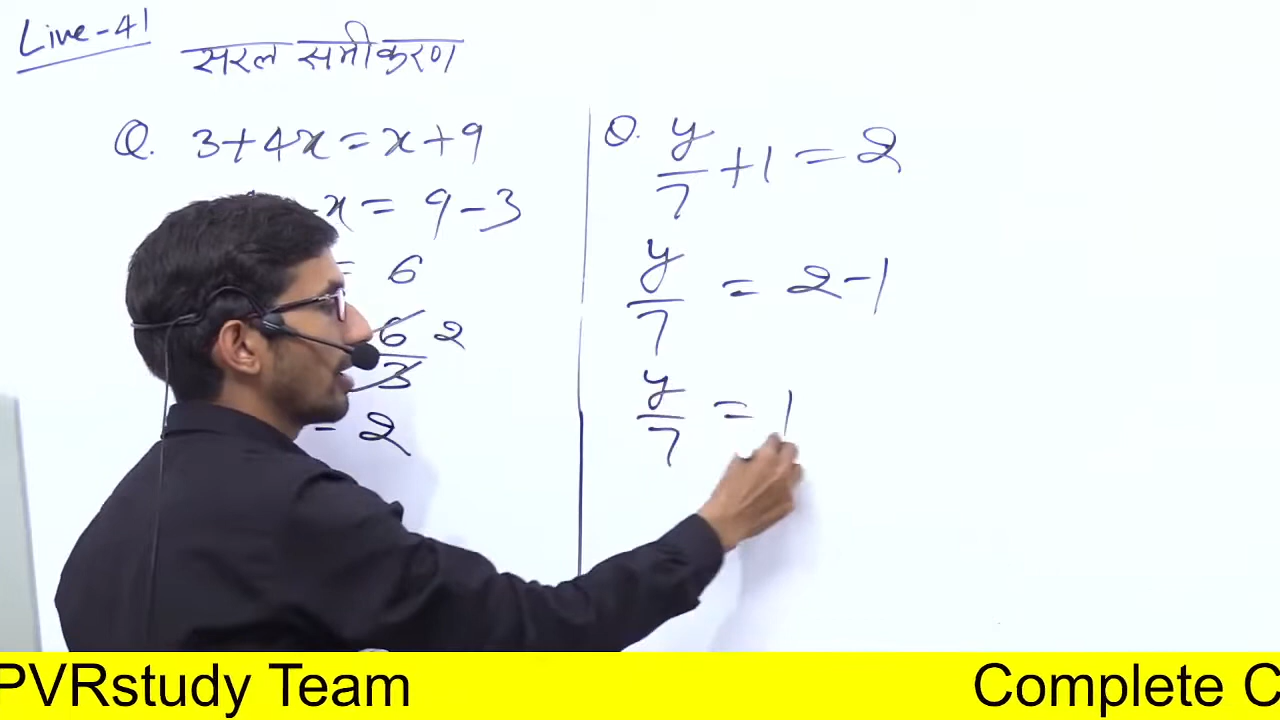 Live-41
सरल समीकरण
Q. 3+4x=x+9
-x = 9-3
= 6
6 2
3
- 2
Q. y/7 +1 = 2
y/7 = 2-1
y/7 = 1
PVRstudy Team
Complete C